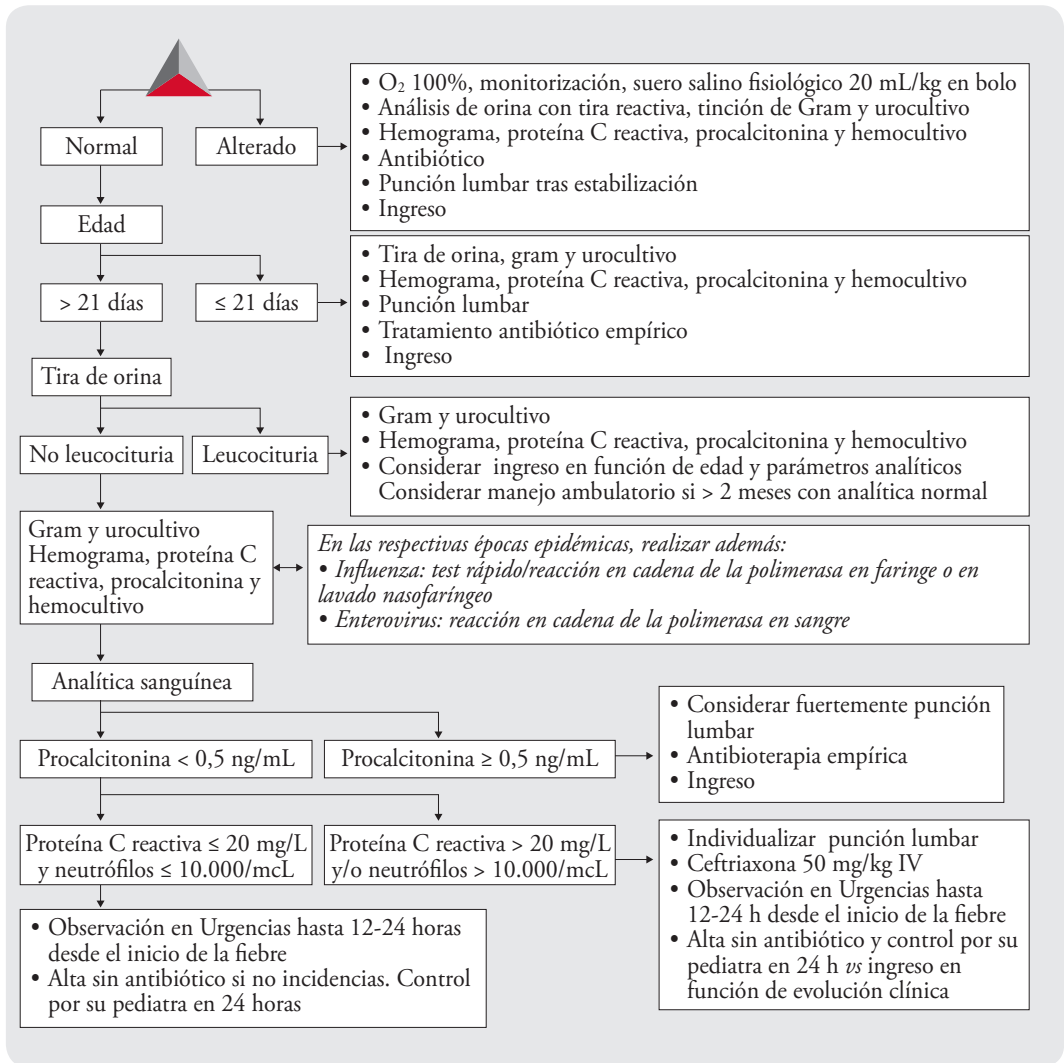 • O₂ 100%, monitorización, suero salino fisiológico 20 mL/kg en bolo
• Análisis de orina con tira reactiva, tinción de Gram y urocultivo
• Hemograma, proteína C reactiva, procalcitonina y hemocultivo
• Antibiótico
• Punción lumbar tras estabilización
• Ingreso
Normal
Alterado
Edad
> 21 días
≤ 21 días
• Tira de orina, gram y urocultivo
• Hemograma, proteína C reactiva, procalcitonina y hemocultivo
• Punción lumbar
• Tratamiento antibiótico empírico
• Ingreso
Tira de orina
No leucocituria
Leucocituria
• Gram y urocultivo
• Hemograma, proteína C reactiva, procalcitonina y hemocultivo
• Considerar ingreso en función de edad y parámetros analíticos
Considerar manejo ambulatorio si > 2 meses con analítica normal
Gram y urocultivo
Hemograma, proteína C
reactiva, procalcitonina y
hemocultivo
En las respectivas épocas epidémicas, realizar además:
• Influenza: test rápido/reacción en cadena de la polimerasa en faringe o en
lavado nasofaríngeo
• Enterovirus: reacción en cadena de la polimerasa en sangre
Analítica sanguínea
Procalcitonina < 0,5 ng/mL
Procalcitonina ≥ 0,5 ng/mL
• Considerar fuertemente punción
lumbar
• Antibioterapia empírica
• Ingreso
Proteína C reactiva ≤ 20 mg/L
y neutrófilos ≤ 10.000/mcL
Proteína C reactiva > 20 mg/L
y/o neutrófilos > 10.000/mcL
• Individualizar punción lumbar
• Ceftriaxona 50 mg/kg IV
• Observación en Urgencias hasta
12-24 h desde el inicio de la fiebre
• Alta sin antibiótico y control por su
pediatra en 24 h vs ingreso en
función de evolución clínica
• Observación en Urgencias hasta 12-24 horas
desde el inicio de la fiebre
• Alta sin antibiótico si no incidencias. Control
por su pediatra en 24 horas